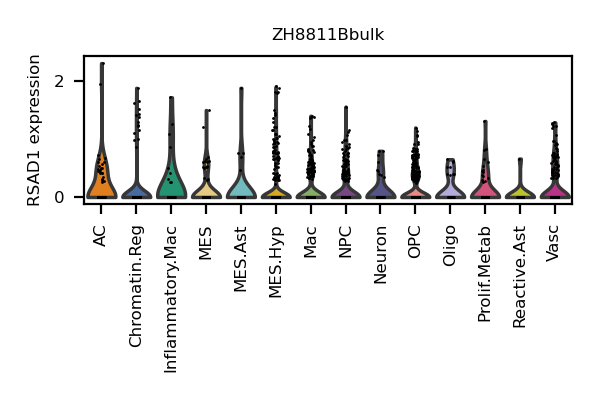 ZH8811Bbulk
RSAD1 expression
2
0
AC
Chromatin.Reg
Inflammatory.Mac
MES
MES.Ast
MES.Hyp
Mac
NPC
Neuron
OPC
Oligo
Prolif.Metab
Reactive.Ast
Vasc